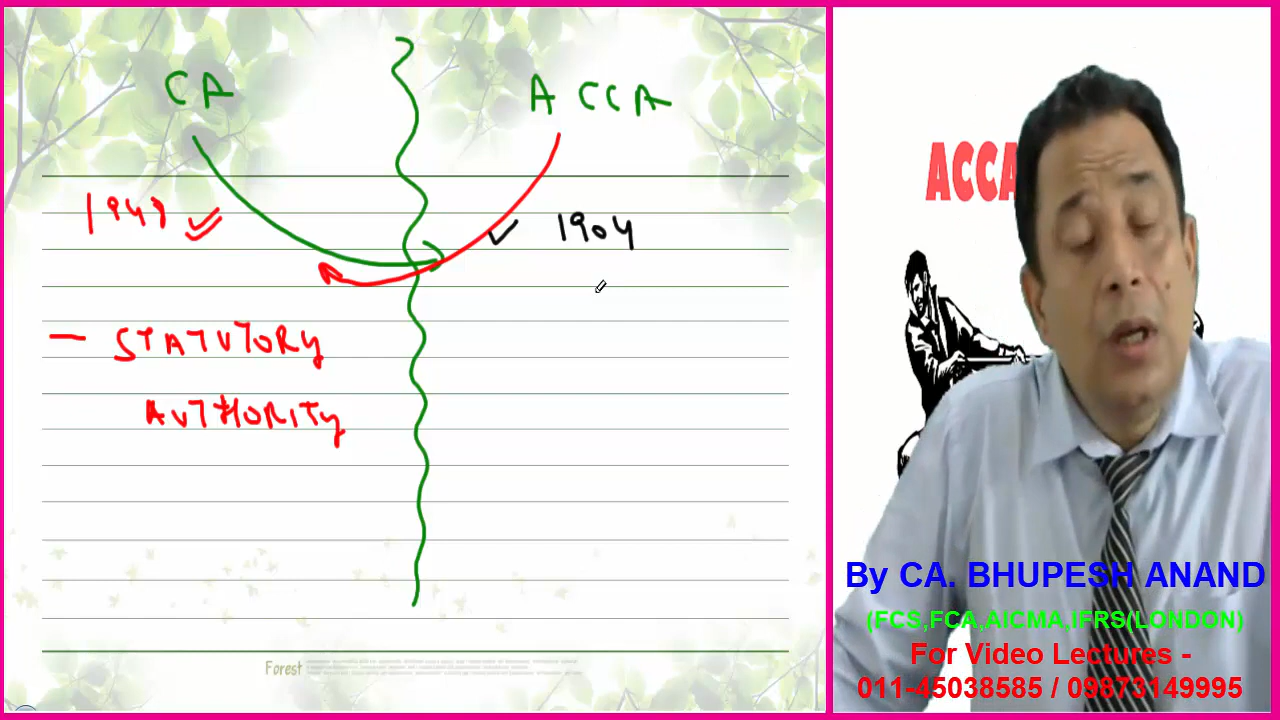 CA
ACCA
1949
1904
- STATUTORY
AUTHORITY
Forest
ACCA
By CA. BHUPESH ANAND
(FCS,FCA,AICMA,IFRS(LONDON)
For Video Lectures -
011-45038585 / 09873149995